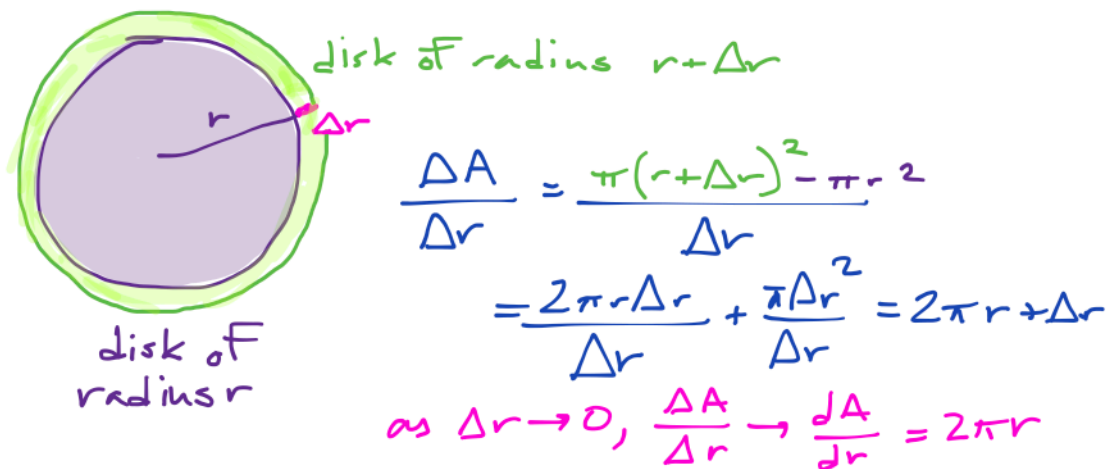 disk of radius r+Δr
r
Δr
ΔA/Δr = (π(r+Δr)² - πr²)/Δr
= 2πrΔr/Δr + πΔr²/Δr = 2πr+Δr
disk of
radius r
as Δr→0, ΔA/Δr → dA/dr = 2πr